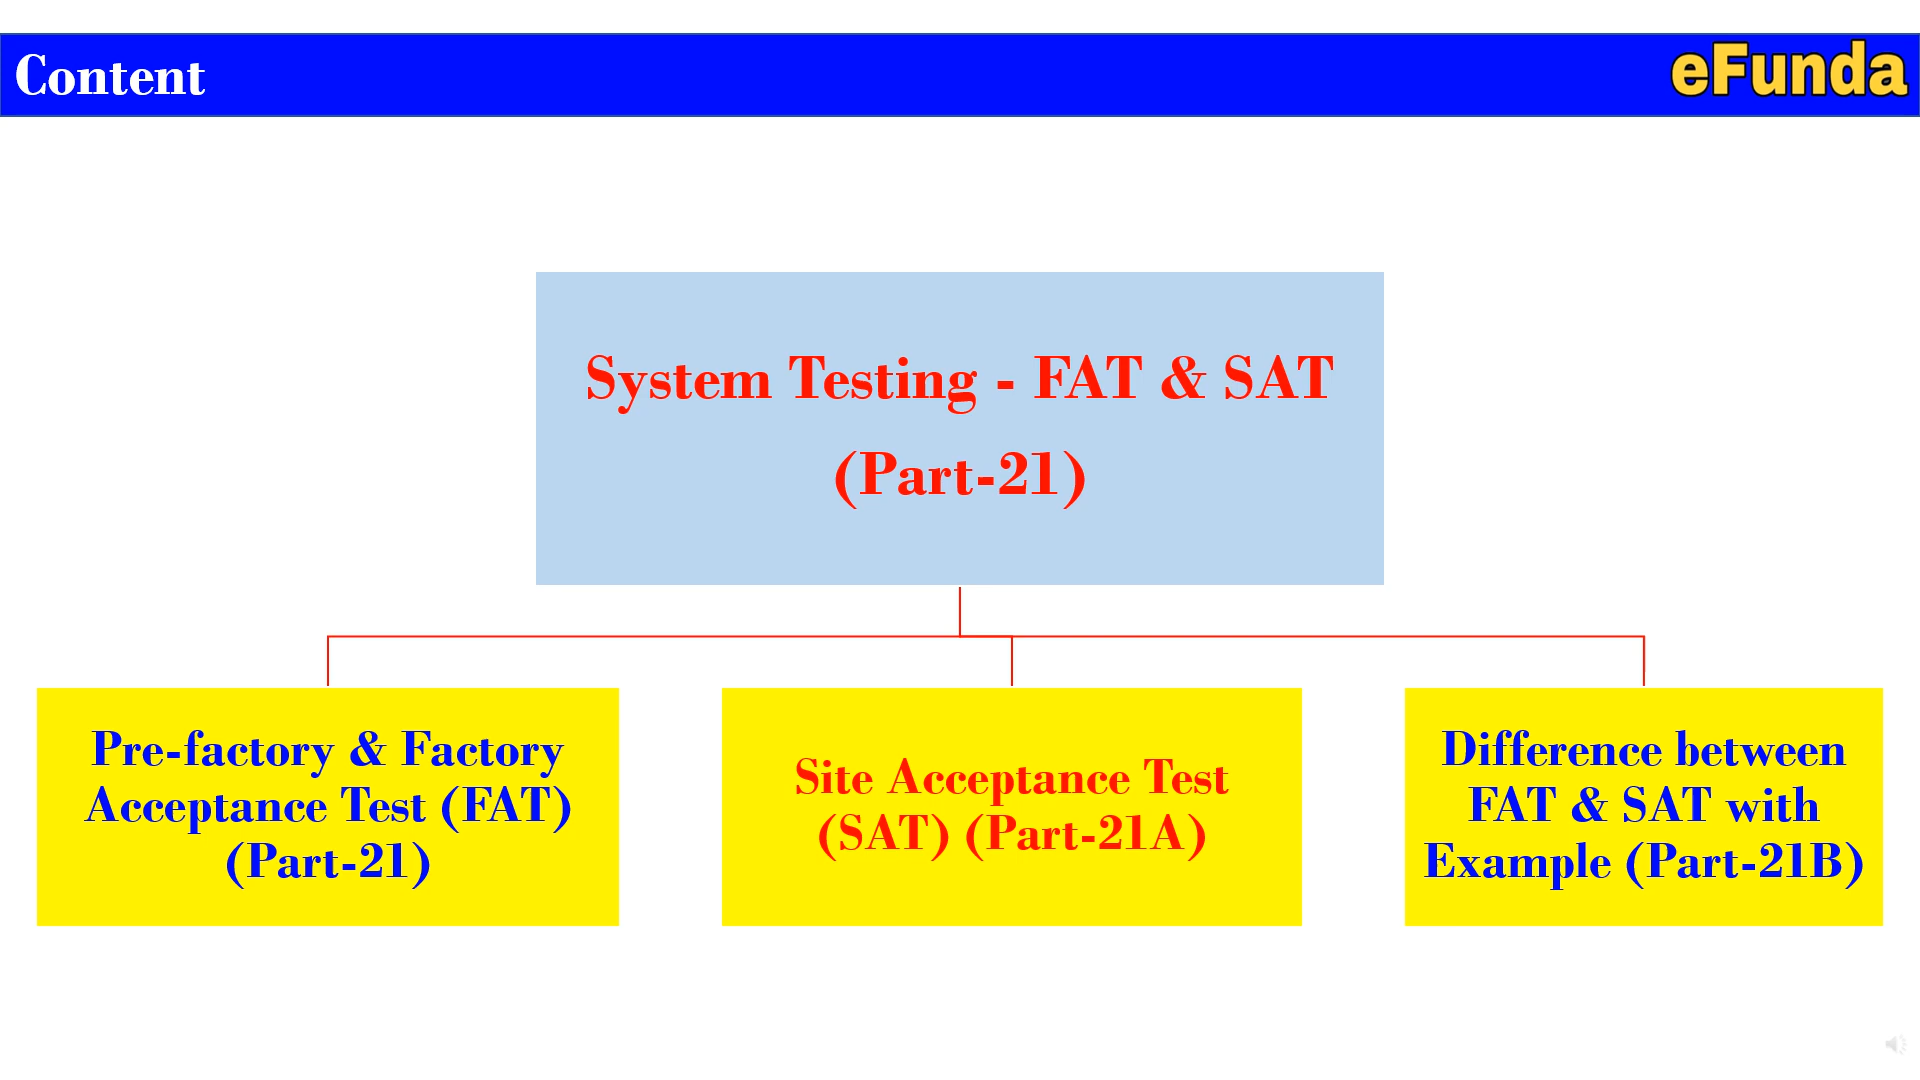 Content
eFunda
System Testing - FAT & SAT
(Part-21)
Pre-factory & Factory
Acceptance Test (FAT)
(Part-21)
Site Acceptance Test
(SAT) (Part-21A)
Difference between
FAT & SAT with
Example (Part-21B)